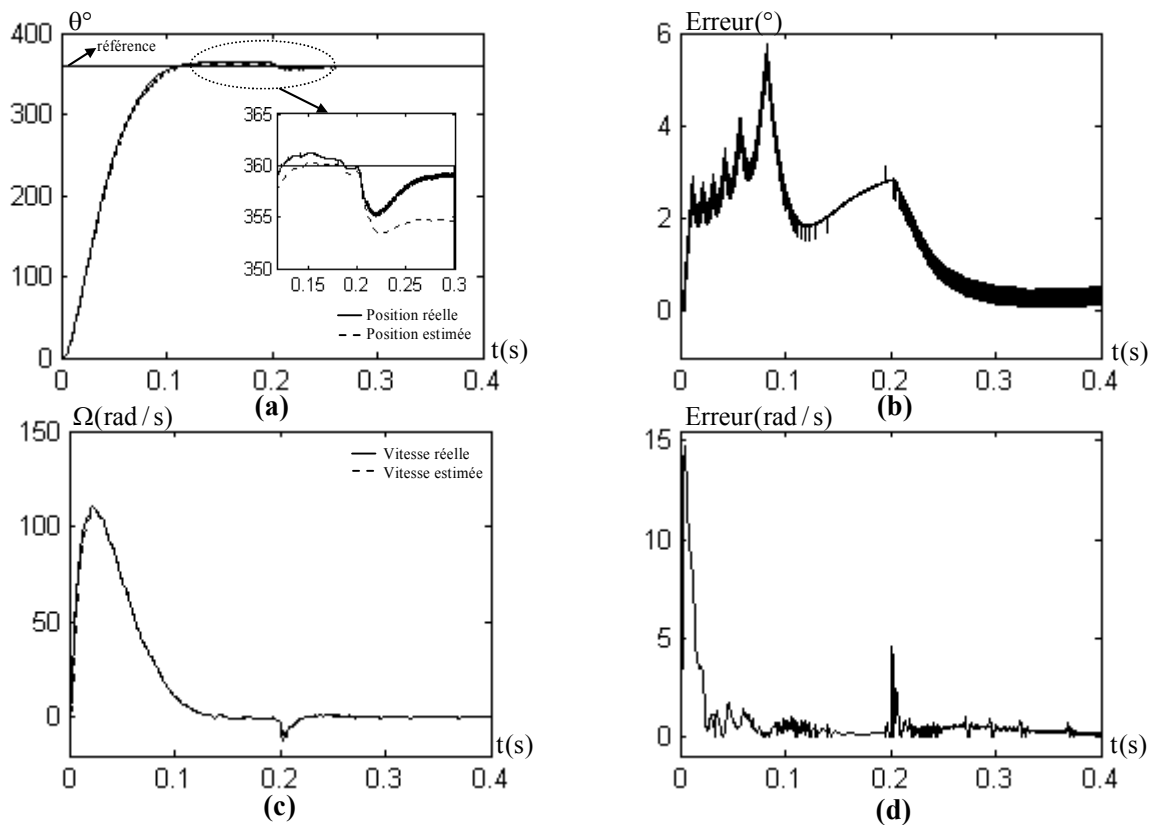 θ°
400
300
200
100
0
référence
365
360
355
350
0.15 0.2 0.25 0.3
Position réelle
Position estimée
0 0.1 0.2 0.3 0.4
t(s)
(a)
Erreur(°)
6
4
2
0
0 0.1 0.2 0.3 0.4
t(s)
(b)
Ω(rad / s)
150
100
50
0
Vitesse réelle
Vitesse estimée
0 0.1 0.2 0.3 0.4
t(s)
(c)
Erreur(rad / s)
15
10
5
0
0 0.1 0.2 0.3 0.4
t(s)
(d)